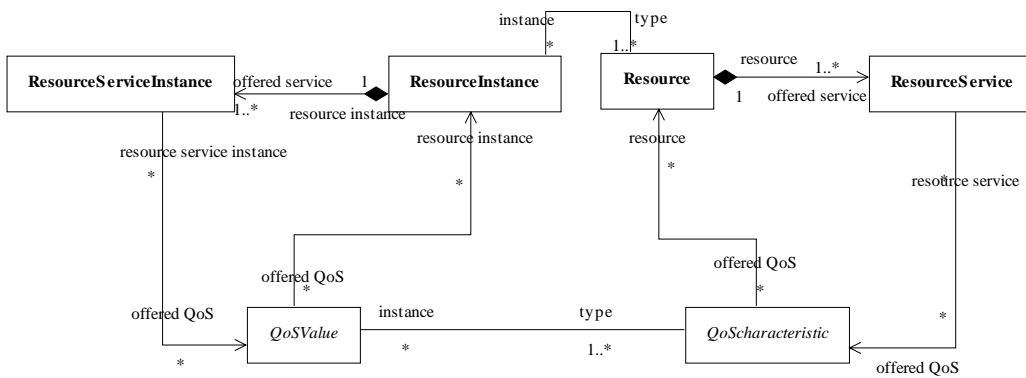 instance
type
*
1..*
ResourceServiceInstance
offered service
1
ResourceInstance
Resource
resource
1..*
ResourceService
1..*
resource instance
1
offered service
resource service instance
resource instance
resource
*
*
*
*
resource service
offered QoS
offered QoS
*
*
offered QoS
instance
type
*
QoSValue
QoScharacteristic
*
*
1..*
offered QoS